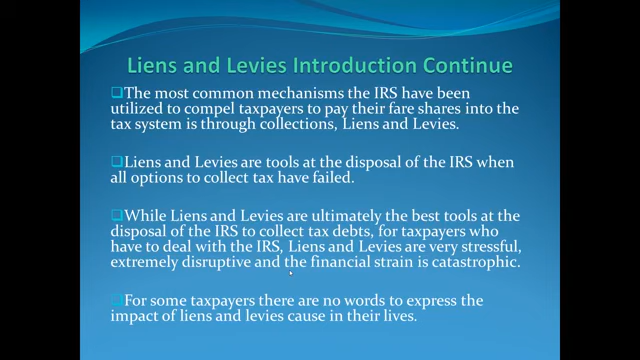 Liens and Levies Introduction Continue
❑The most common mechanisms the IRS have been
utilized to compel taxpayers to pay their fare shares into the
tax system is through collections, Liens and Levies.
❑Liens and Levies are tools at the disposal of the IRS when
all options to collect tax have failed.
❑While Liens and Levies are ultimately the best tools at the
disposal of the IRS to collect tax debts, for taxpayers who
have to deal with the IRS, Liens and Levies are very stressful,
extremely disruptive and the financial strain is catastrophic.
❑For some taxpayers there are no words to express the
impact of liens and levies cause in their lives.